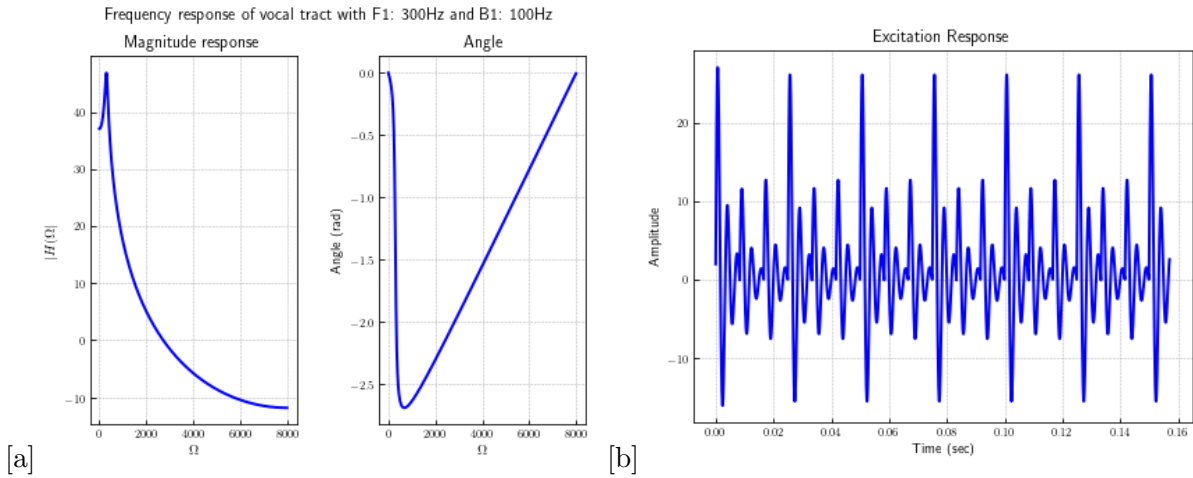 Frequency response of vocal tract with F1: 300Hz and B1: 100Hz
Magnitude response
|H(Ω|
40
30
20
10
0
−10
0 2000 4000 6000 8000
Ω
Angle
Angle (rad)
0.0
−0.5
−1.0
−1.5
−2.0
−2.5
0 2000 4000 6000 8000
Ω
[a]
Excitation Response
Amplitude
20
10
0
−10
0.00 0.02 0.04 0.06 0.08 0.10 0.12 0.14 0.16
Time (sec)
[b]